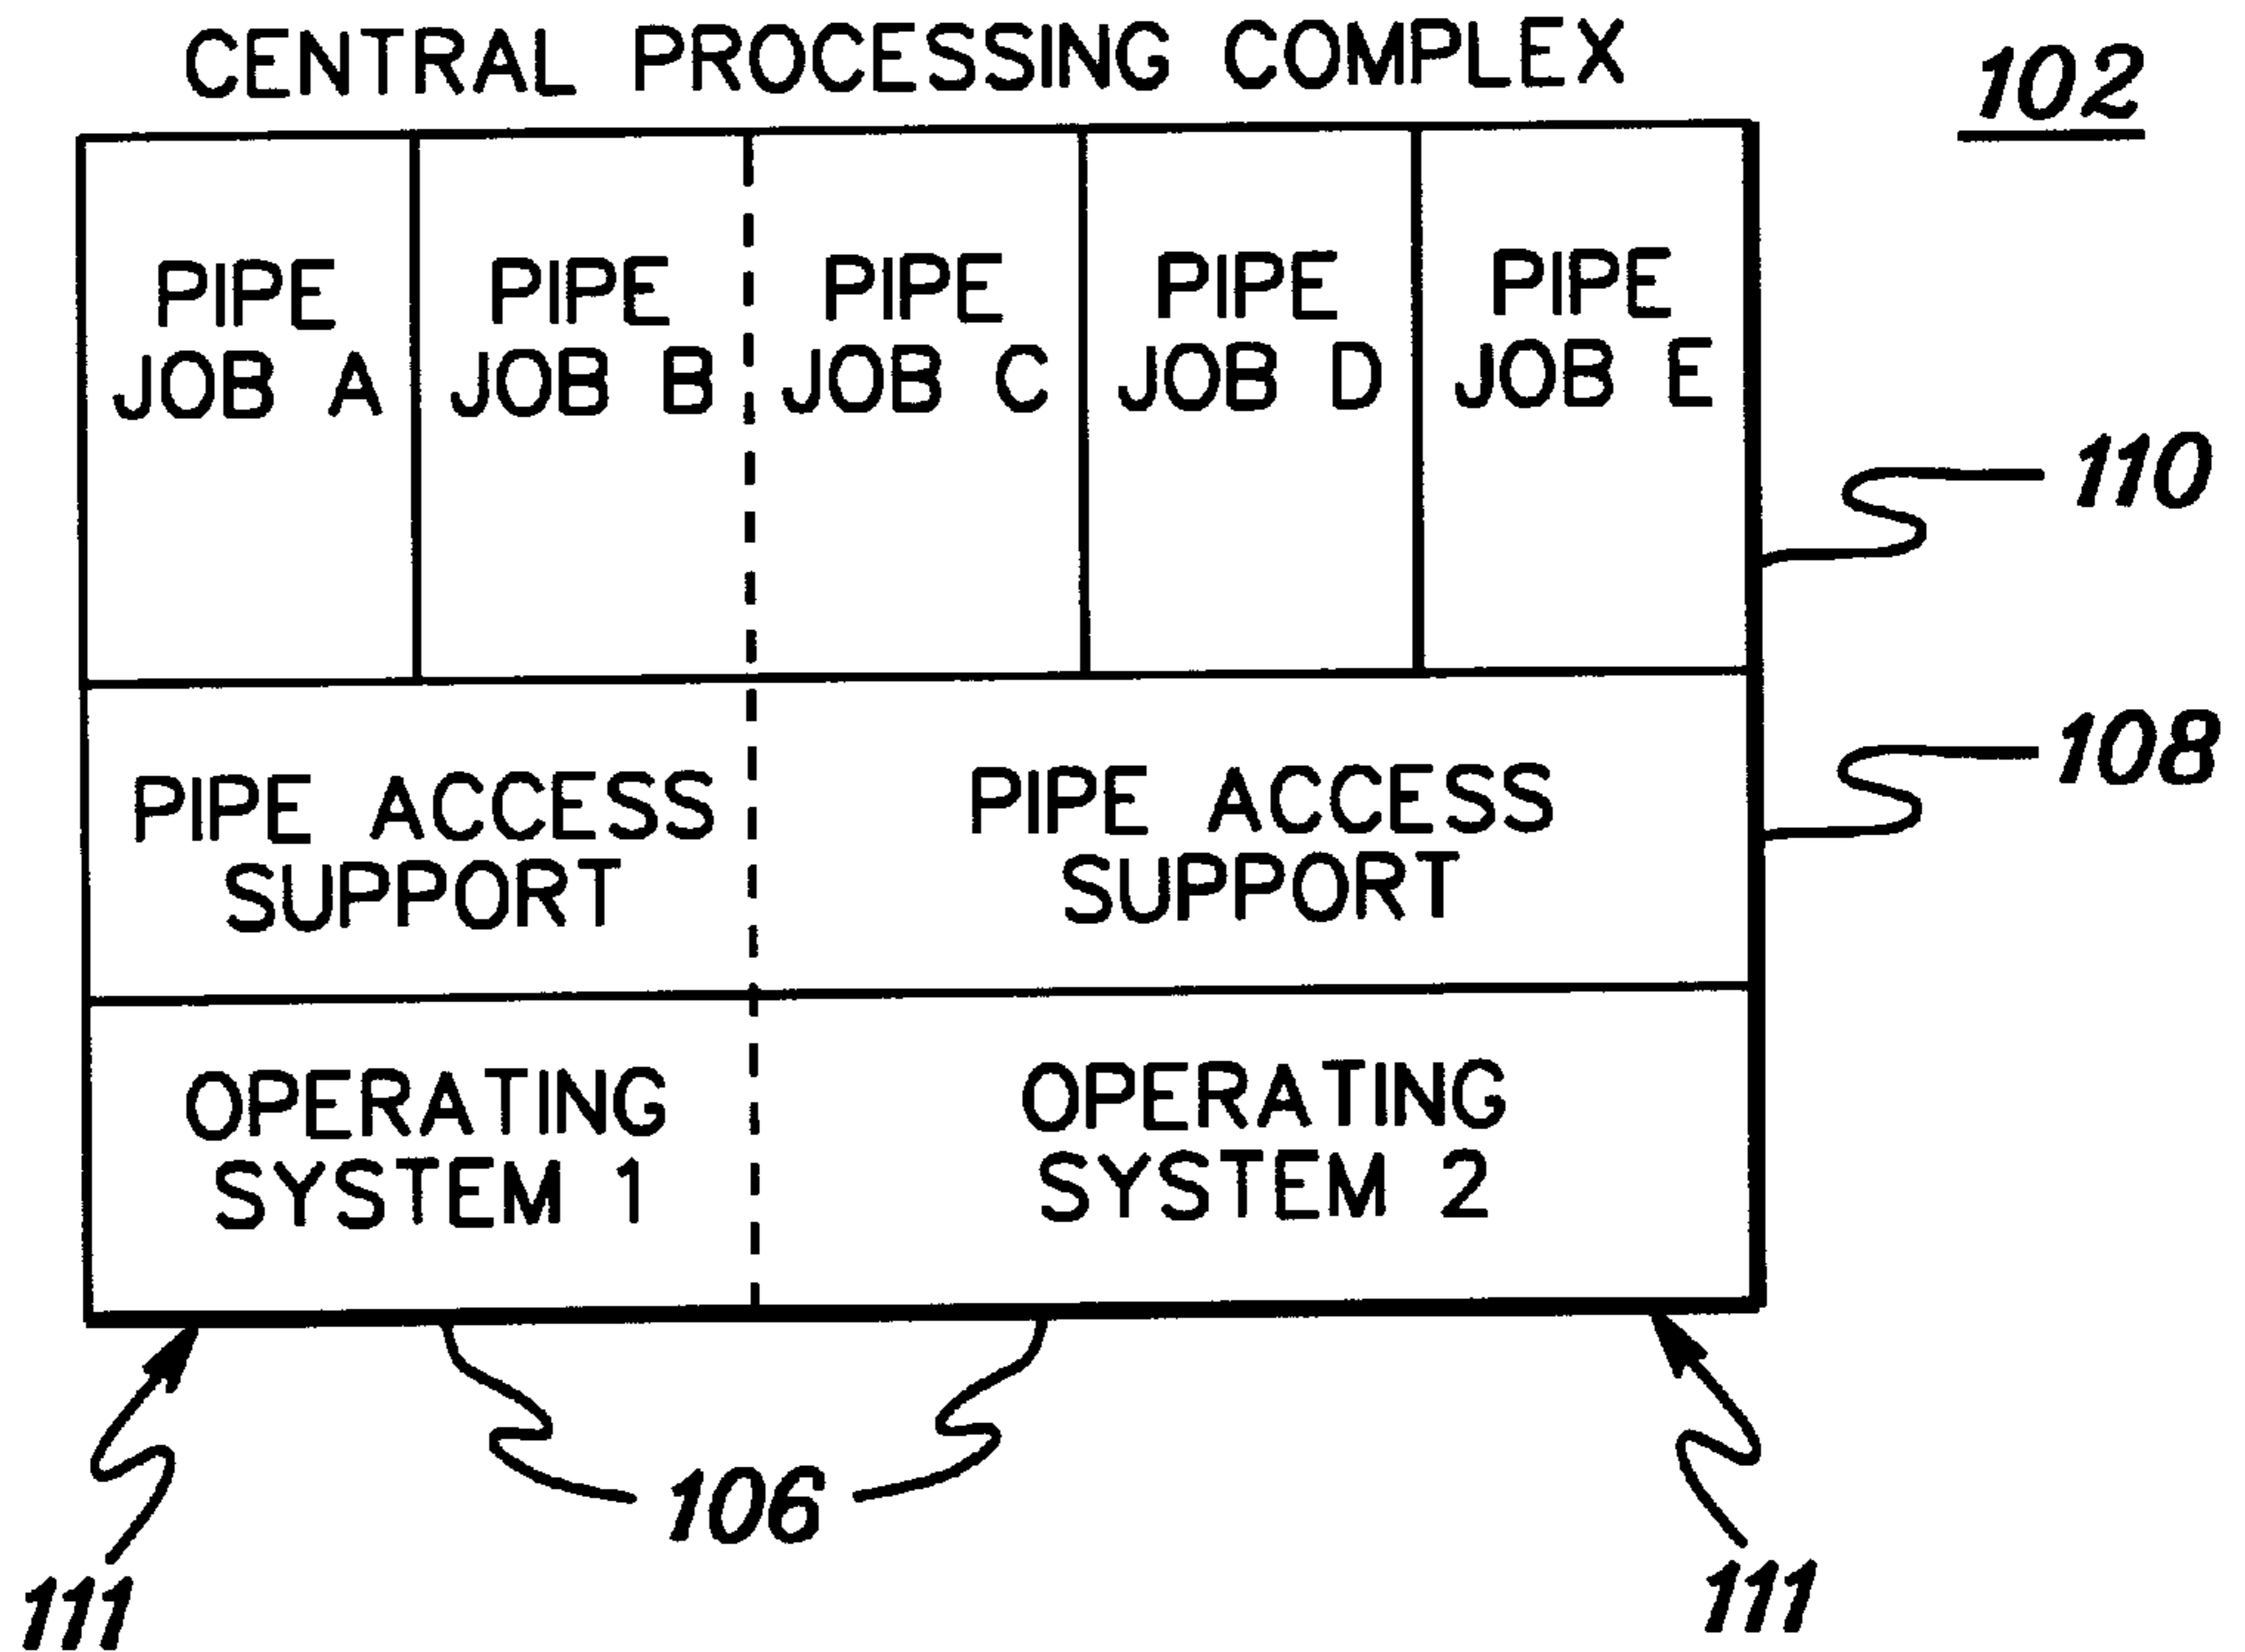 CENTRAL PROCESSING COMPLEX
102
PIPE
JOB A
PIPE
JOB B
PIPE
JOB C
PIPE
JOB D
PIPE
JOB E
110
PIPE ACCESS
SUPPORT
PIPE ACCESS
SUPPORT
108
OPERATING
SYSTEM 1
OPERATING
SYSTEM 2
106
111
111